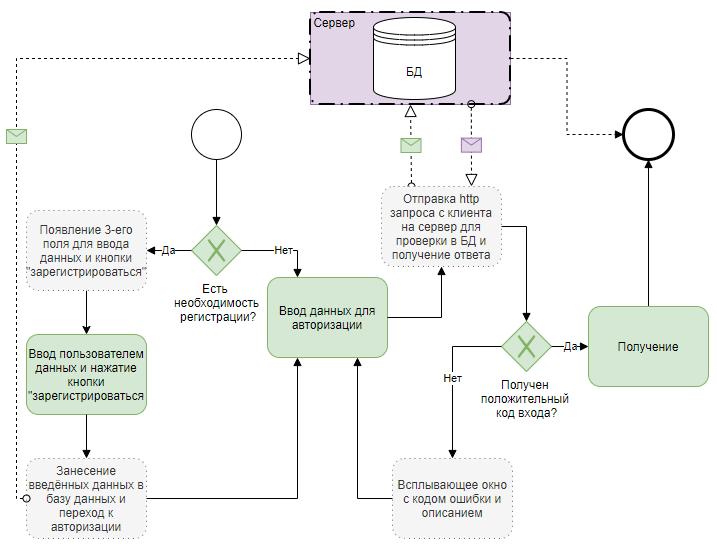 Сервер
БД
Появление 3-его
поля для ввода
данных и кнопки
"зарегистрироваться"
Да
Нет
Есть
необходимость
регистрации?
Отправка http
запроса с клиента
на сервер для
проверки в БД и
получение ответа
Ввод данных для
авторизации
Ввод пользователем
данных и нажатие
кнопки
"зарегистрироваться
Получение
Да
Нет
Получен
положительный
код входа?
Занесение
введённых данных в
базу данных и
переход к
авторизации
Всплывающее окно
с кодом ошибки и
описанием